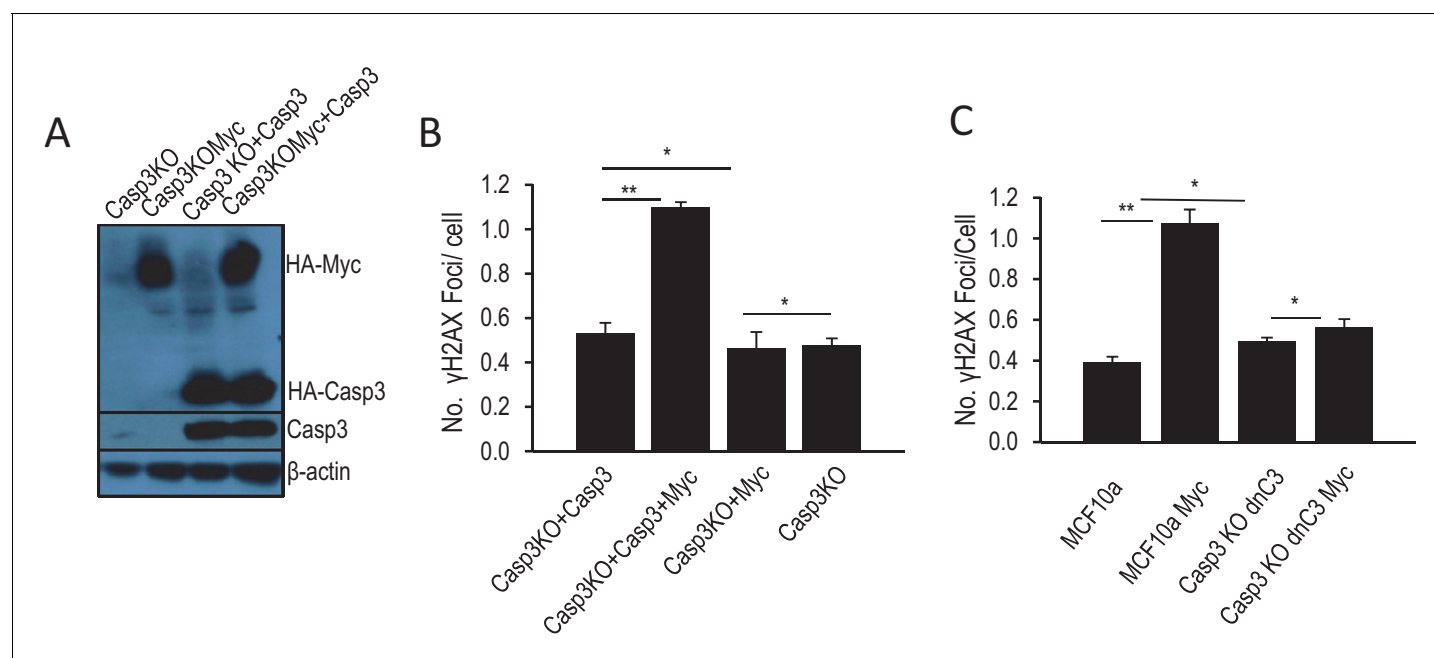 A
Casp3KO
Casp3KOMyc
Casp3 KO+Casp3
Casp3KOMyc+Casp3
HA-Myc
HA-Casp3
Casp3
β-actin
B
No. γH2AX Foci/ cell
1.2
1.0
0.8
0.6
0.4
0.2
0.0
*
**
*
Casp3KO+Casp3
Casp3KO+Casp3+Myc
Casp3KO+Myc
Casp3KO
C
No. γH2AX Foci/Cell
1.2
1.0
0.8
0.6
0.4
0.2
0.0
*
**
*
MCF10a
MCF10a Myc
Casp3 KO dnC3
Casp3 KO dnC3 Myc